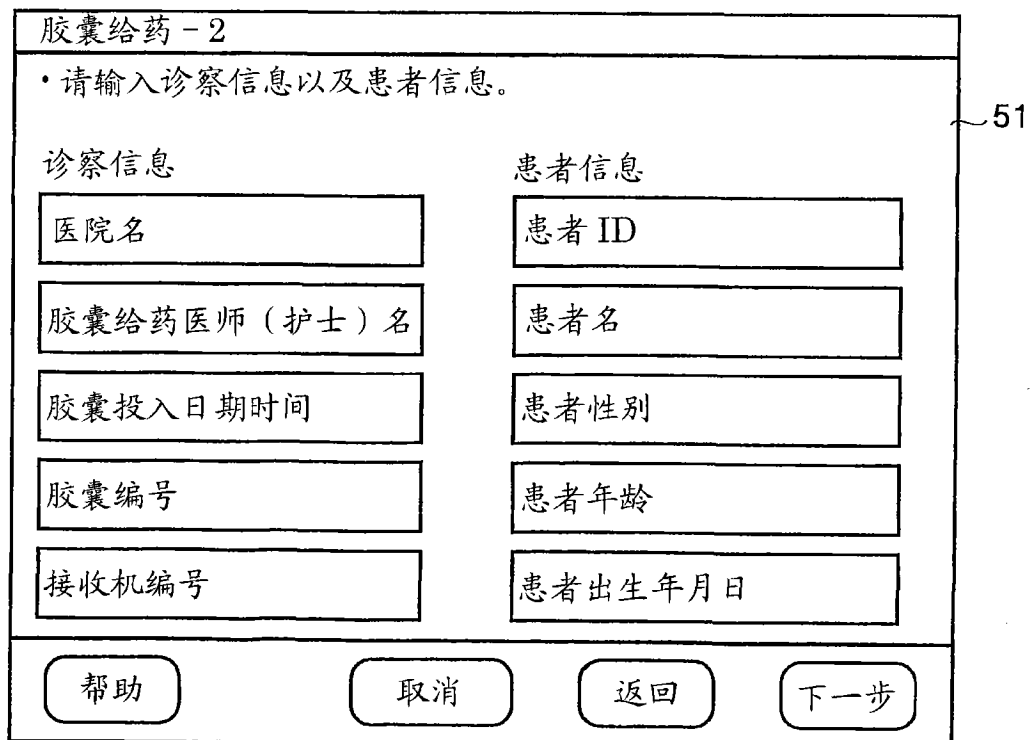 胶囊给药－2
·请输入诊察信息以及患者信息。
51
诊察信息
医院名
胶囊给药医师（护士）名
胶囊投入日期时间
胶囊编号
接收机编号
患者信息
患者 ID
患者名
患者性别
患者年龄
患者出生年月日
帮助
取消
返回
下一步